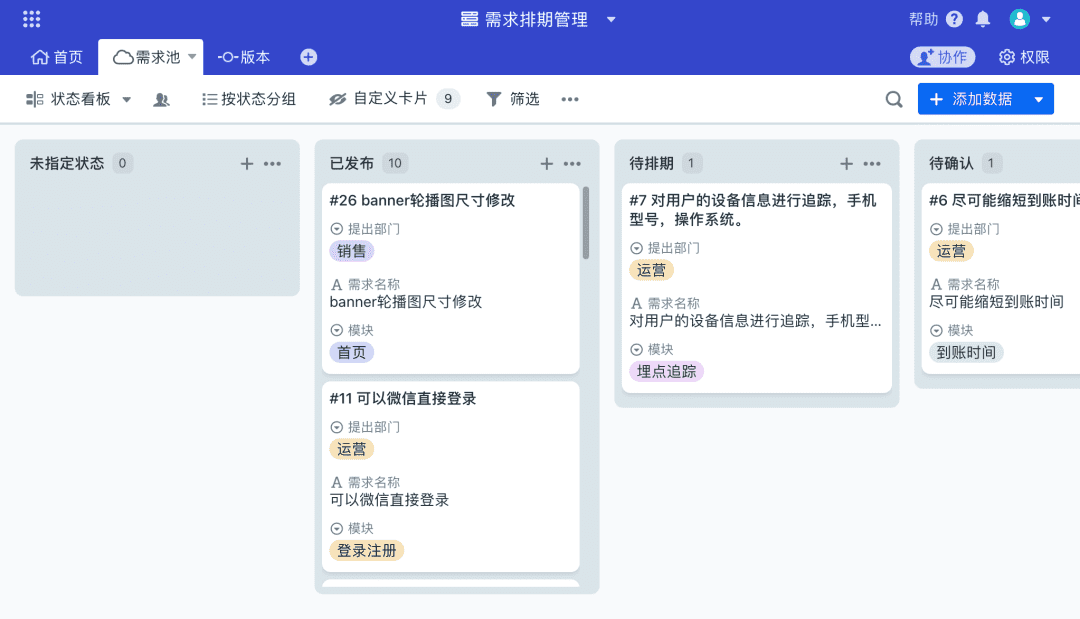 需求排期管理
帮助
首页
需求池
版本
协作
权限
状态看板
按状态分组
自定义卡片 9
筛选
添加数据
未指定状态 0
已发布 10
#26 banner轮播图尺寸修改
提出部门
销售
需求名称
banner轮播图尺寸修改
模块
首页
#11 可以微信直接登录
提出部门
运营
需求名称
可以微信直接登录
模块
登录注册
待排期 1
#7 对用户的设备信息进行追踪，手机
型号，操作系统。
提出部门
运营
需求名称
对用户的设备信息进行追踪，手机型...
模块
埋点追踪
待确认 1
#6 尽可能缩短到账时间
提出部门
运营
需求名称
尽可能缩短到账时间
模块
到账时间